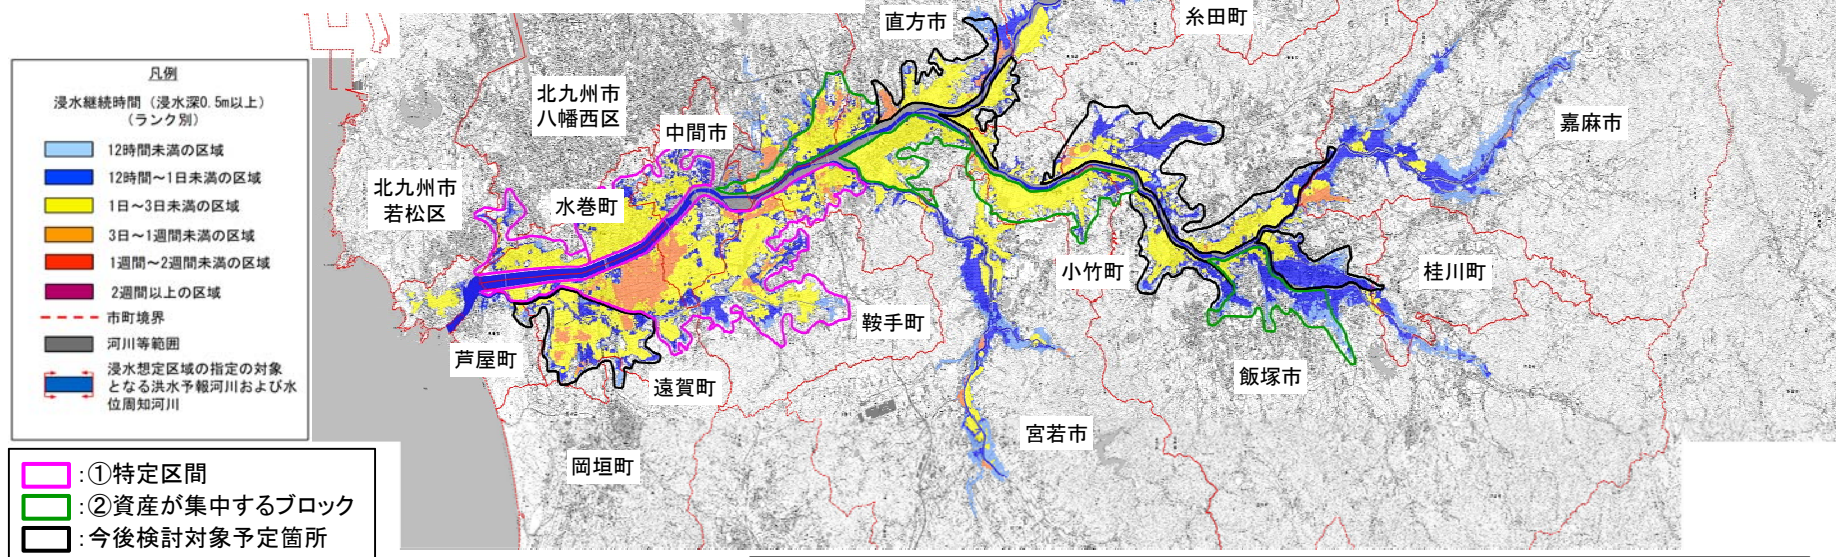 凡例
浸水継続時間（浸水深0.5m以上）
（ランク別）
12時間未満の区域
12時間～1日未満の区域
1日～3日未満の区域
3日～1週間未満の区域
1週間～2週間未満の区域
2週間以上の区域
市町境界
河川等範囲
浸水想定区域の指定の対象
となる洪水予報河川および水
位周知河川
:①特定区間
:②資産が集中するブロック
:今後検討対象予定箇所
直方市
糸田町
北九州市
八幡西区
中間市
嘉麻市
北九州市
若松区
水巻町
小竹町
桂川町
鞍手町
芦屋町
遠賀町
飯塚市
宮若市
岡垣町